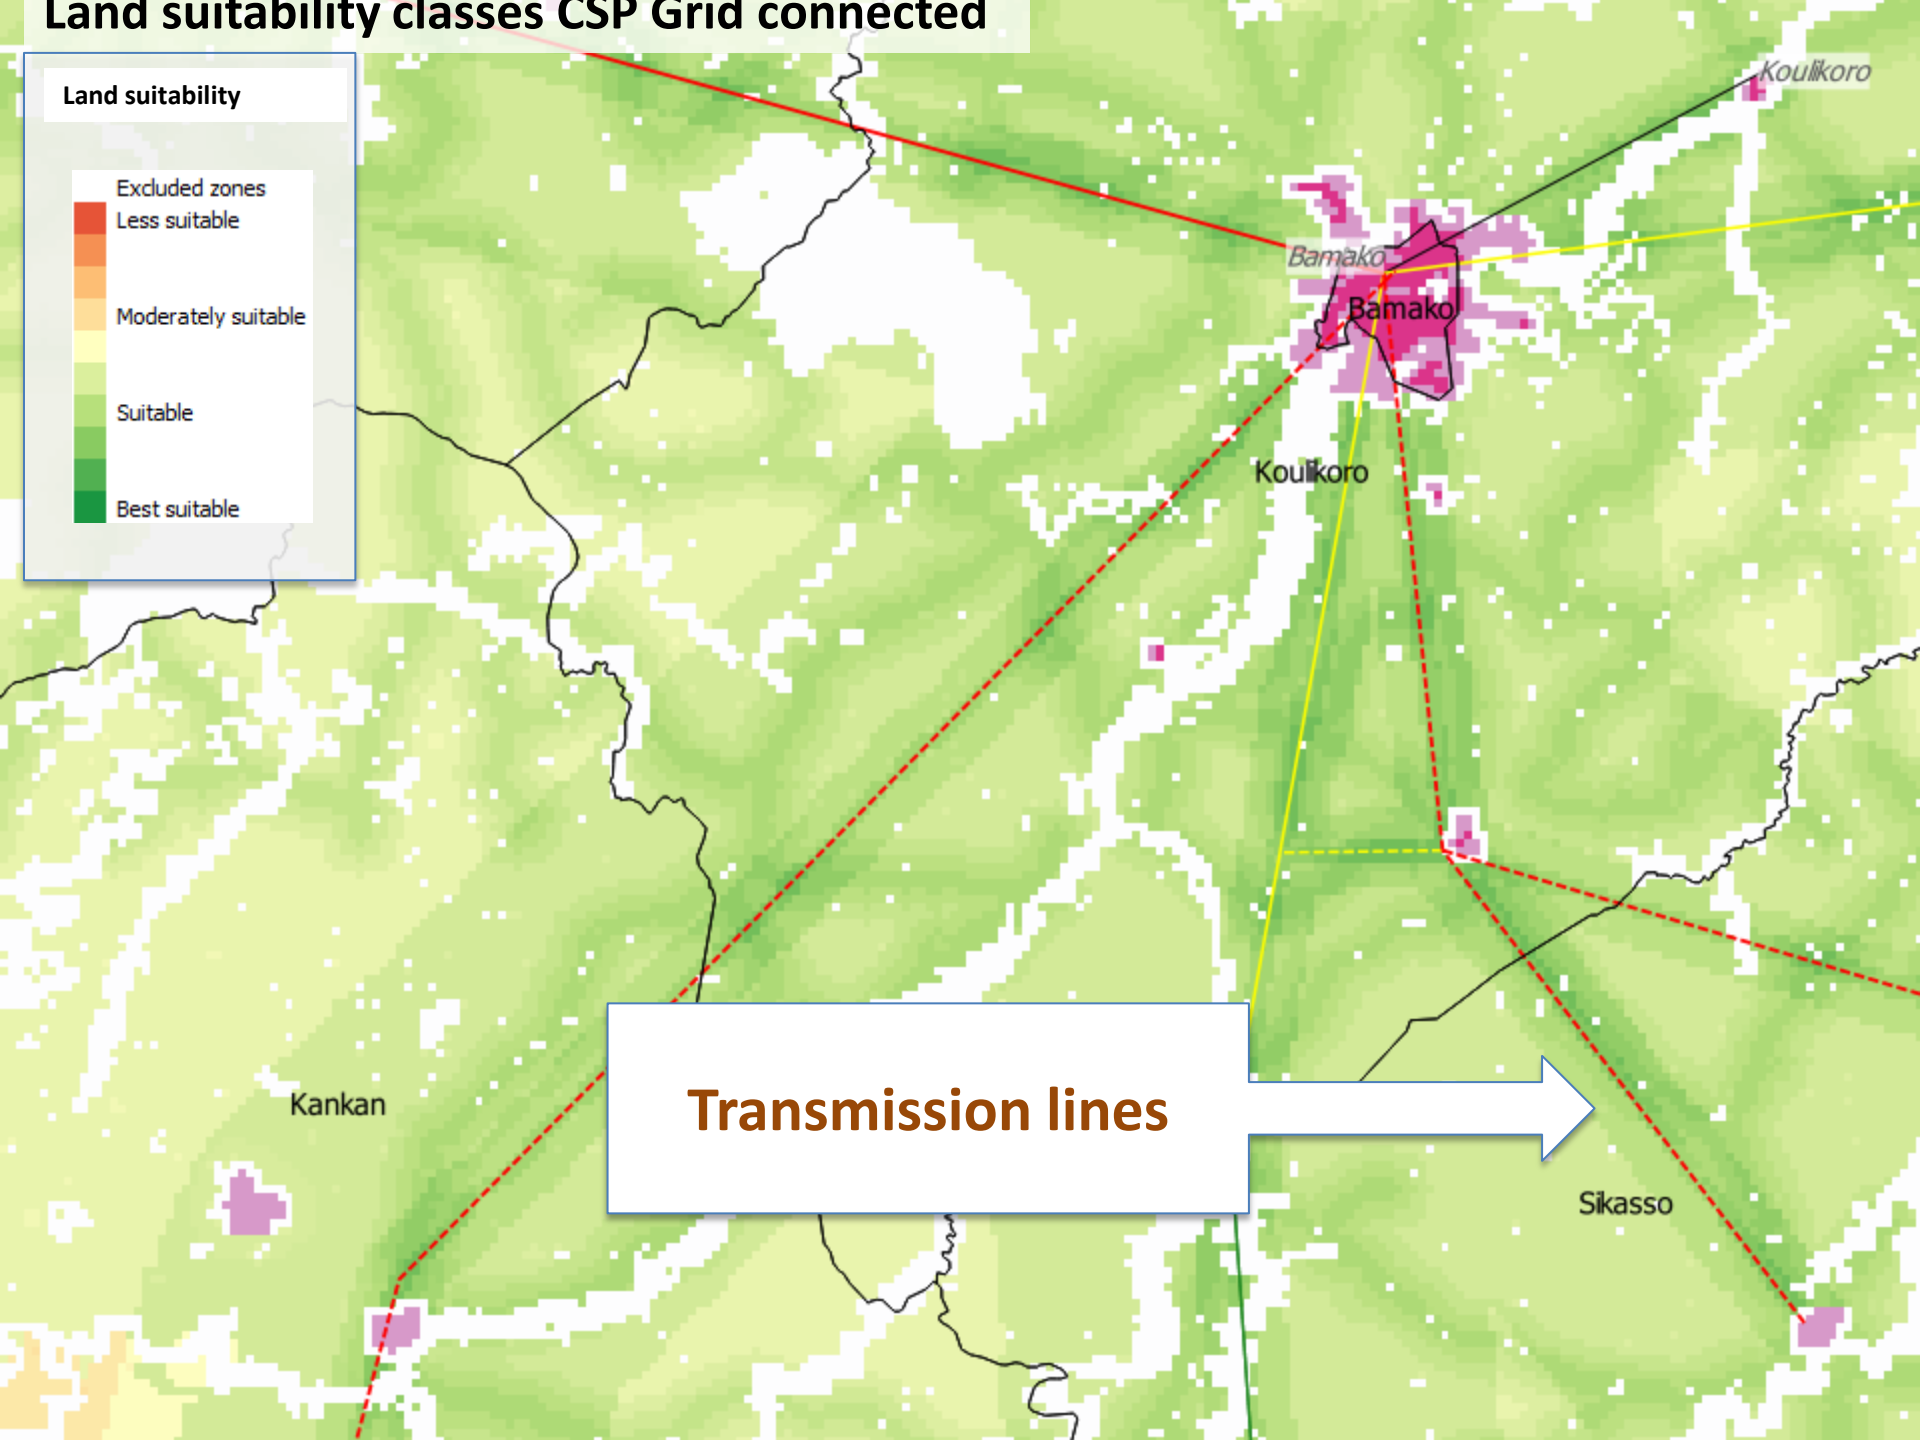 Land suitability classes CSP Grid connected
Land suitability
Excluded zones
Less suitable
Moderately suitable
Suitable
Best suitable
Koulikoro
Bamako
Bamako
Koulikoro
Kankan
Transmission lines
Sikasso